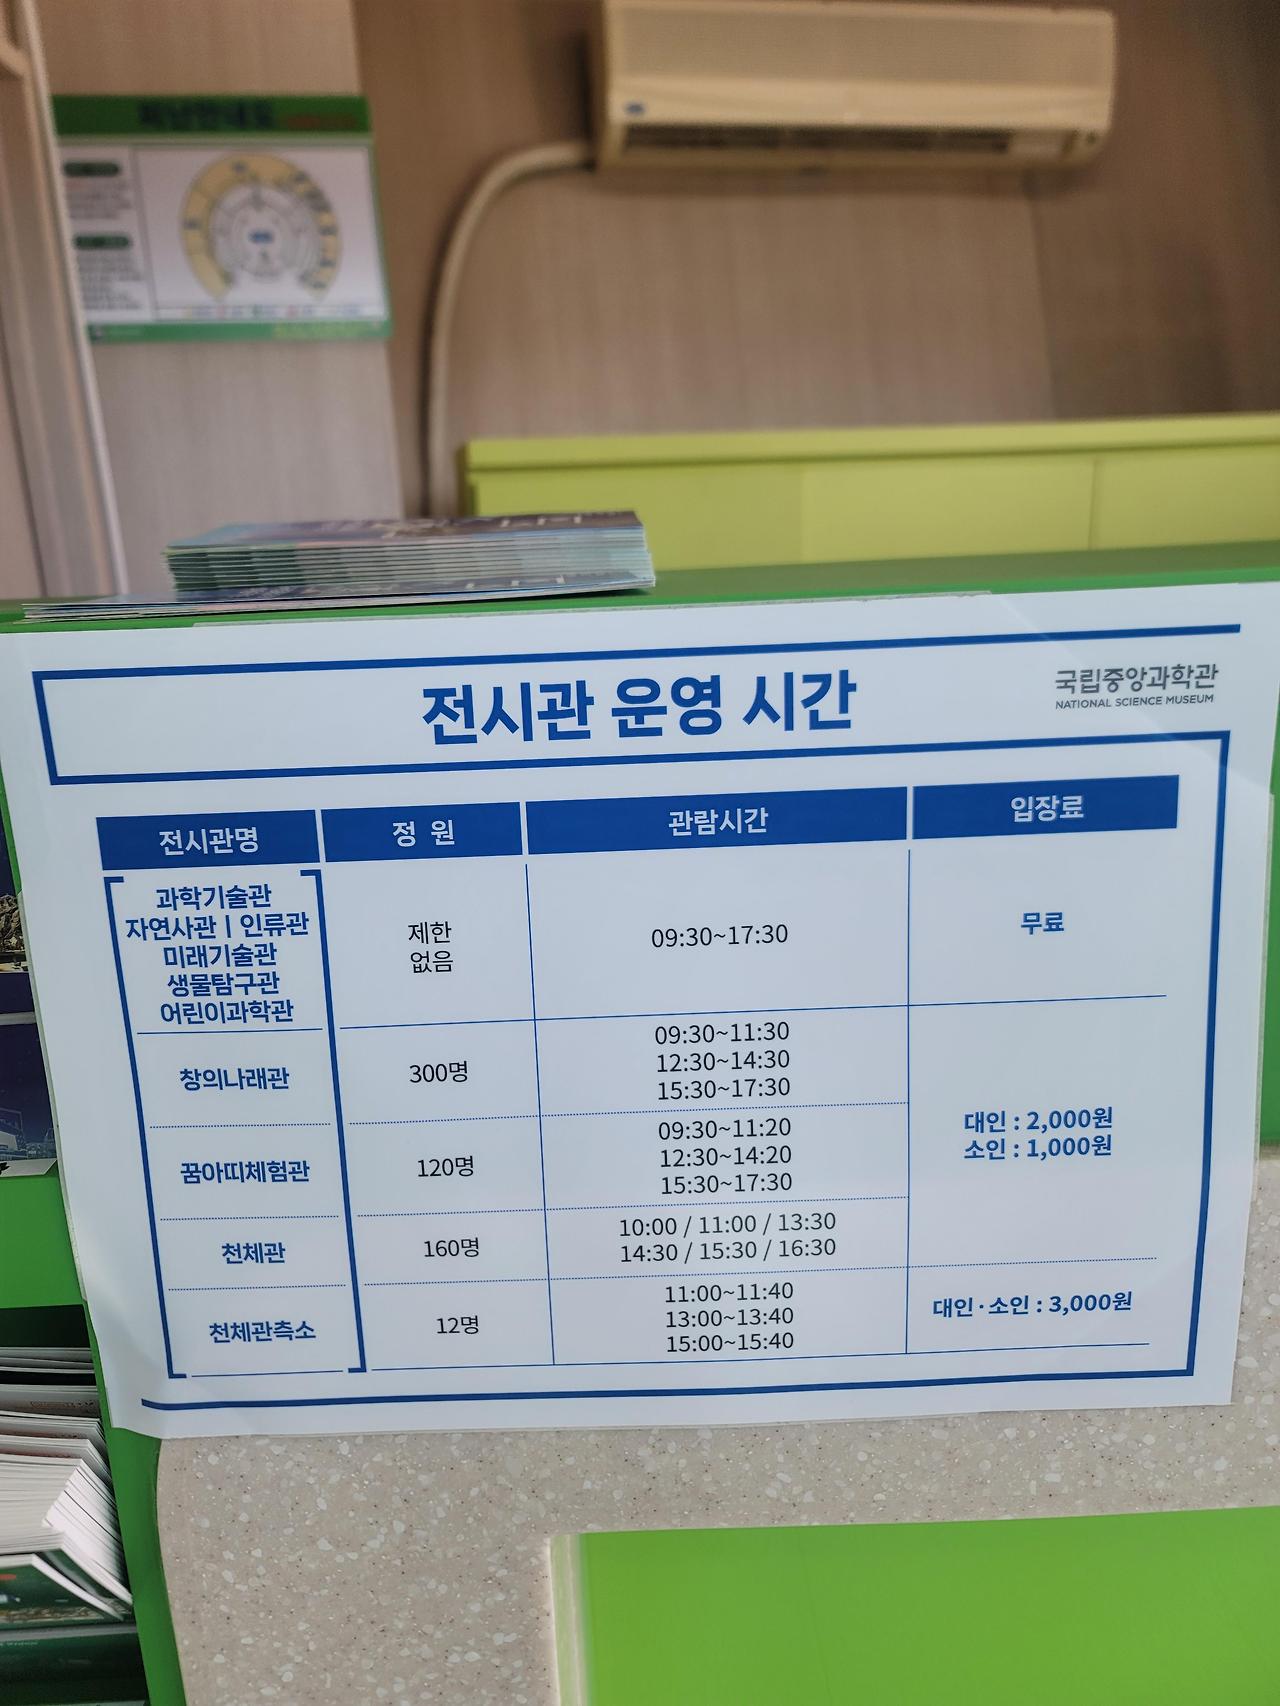 피난안내도
전시관 운영 시간
국립중앙과학관
NATIONAL SCIENCE MUSEUM
전시관명 정 원 관람시간 입장료
과학기술관
자연사관 | 인류관
미래기술관
생물탐구관
어린이과학관
제한
없음
09:30~17:30
무료
창의나래관
300명
09:30~11:30
12:30~14:30
15:30~17:30
대인 : 2,000원
소인 : 1,000원
꿈아띠체험관
120명
09:30~11:20
12:30~14:20
15:30~17:30
천체관
160명
10:00 / 11:00 / 13:30
14:30 / 15:30 / 16:30
천체관측소
12명
11:00~11:40
13:00~13:40
15:00~15:40
대인·소인 : 3,000원